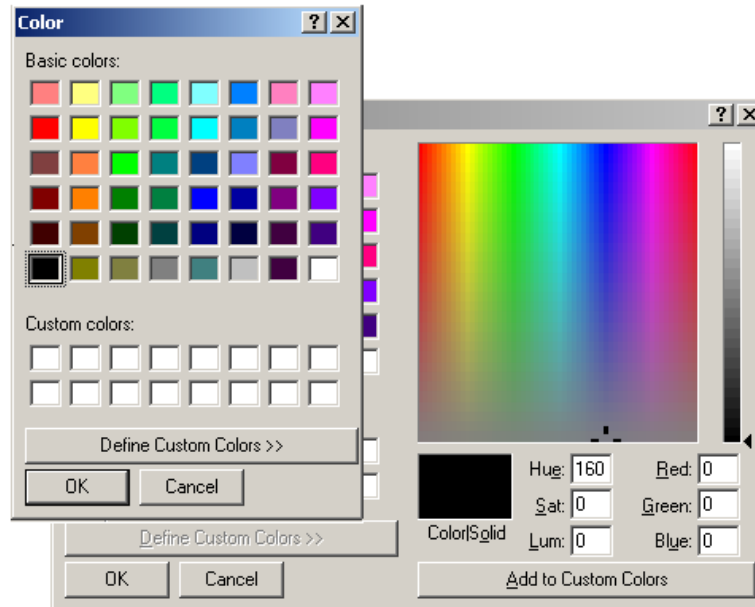 Color
Basic colors:
Custom colors:
Define Custom Colors >>
OK Cancel
Hue: 160 Red: 0
Sat: 0 Green: 0
Color|Solid Lum: 0 Blue: 0
Define Custom Colors >>
OK Cancel Add to Custom Colors